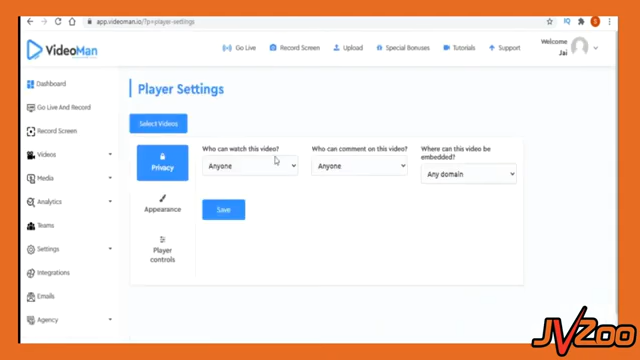 app.videoman.io/?p=player-settings
VideoMan
Go Live
Record Screen
Upload
Special Bonuses
Tutorials
Support
Welcome
Jai
Dashboard
Go Live And Record
Record Screen
Videos
Media
Analytics
Teams
Settings
Integrations
Emails
Agency
Player Settings
Select Videos
Privacy
Appearance
Player
controls
Who can watch this video?
Anyone
Who can comment on this video?
Anyone
Where can this video be
embedded?
Any domain
Save
JVZoo